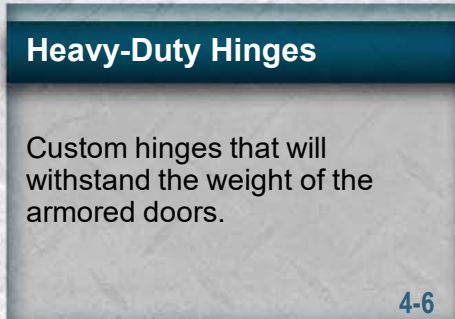 Heavy-Duty Hinges
Custom hinges that will
withstand the weight of the
armored doors.
4-6